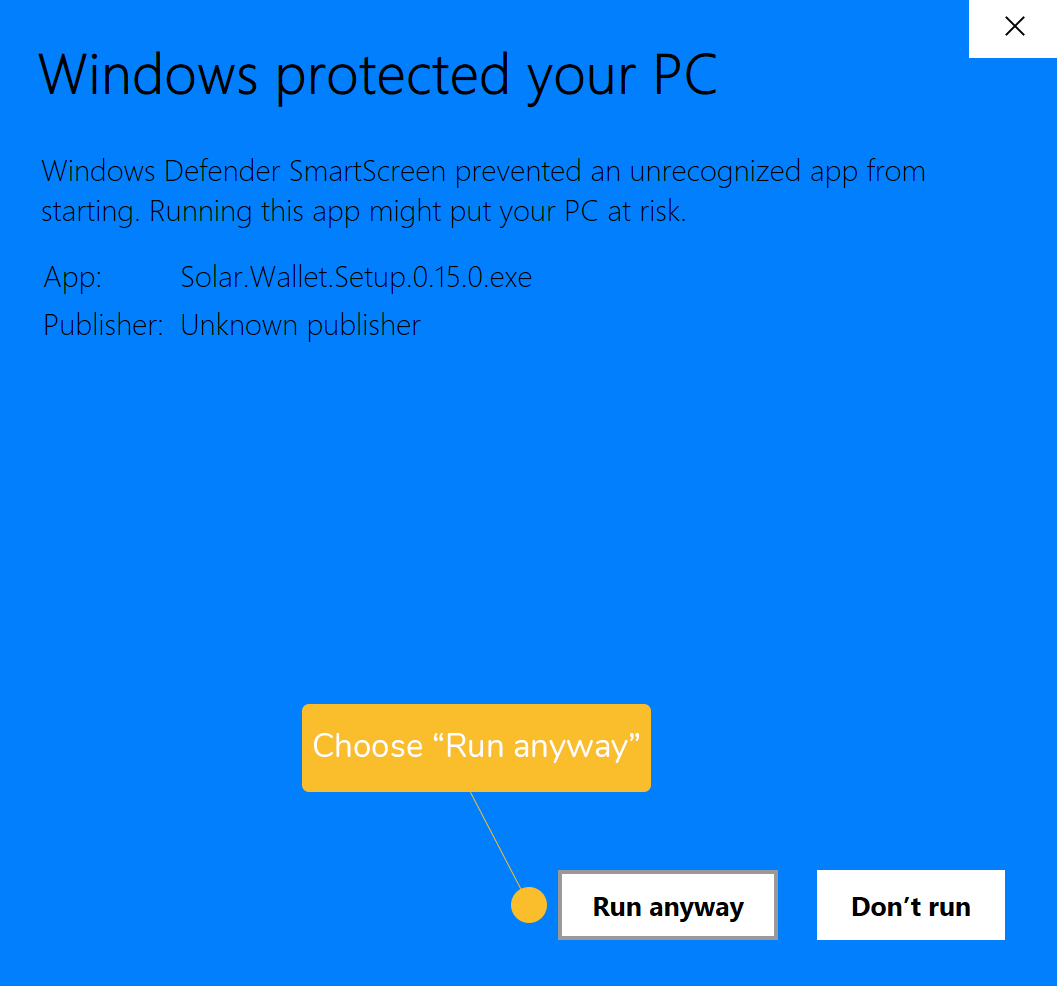 Windows protected your PC
Windows Defender SmartScreen prevented an unrecognized app from
starting. Running this app might put your PC at risk.
App: Solar.Wallet.Setup.0.15.0.exe
Publisher: Unknown publisher
Choose “Run anyway”
Run anyway Don’t run